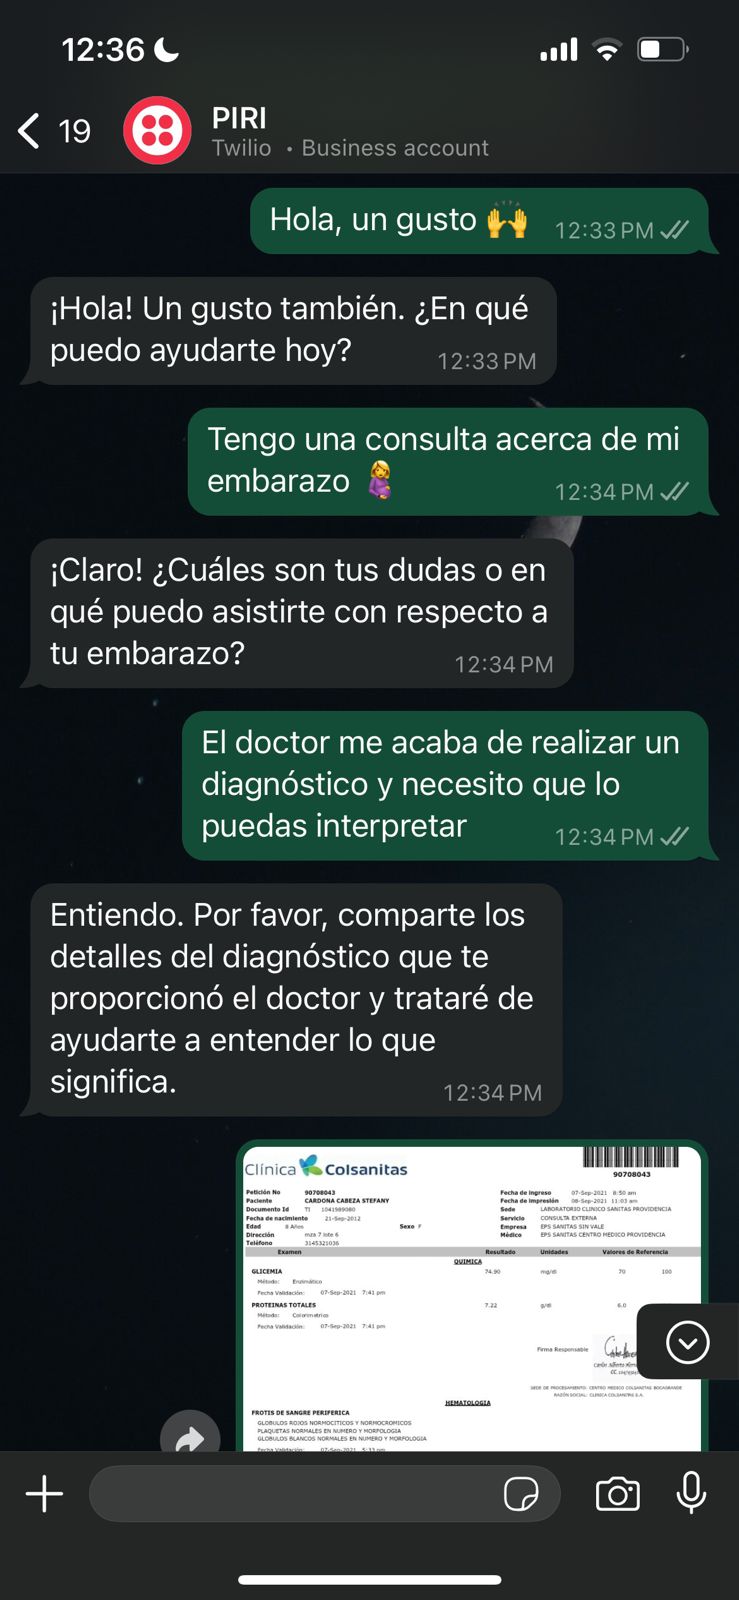 12:36
19
PIRI
Twilio • Business account
Hola, un gusto 🙌 12:33 PM
¡Hola! Un gusto también. ¿En qué
puedo ayudarte hoy? 12:33 PM
Tengo una consulta acerca de mi
embarazo 🤰 12:34 PM
¡Claro! ¿Cuáles son tus dudas o en
qué puedo asistirte con respecto a
tu embarazo? 12:34 PM
El doctor me acaba de realizar un
diagnóstico y necesito que lo
puedas interpretar 12:34 PM
Entiendo. Por favor, comparte los
detalles del diagnóstico que te
proporcionó el doctor y trataré de
ayudarte a entender lo que
significa. 12:34 PM
Clínica Colsanitas
90708043
Petición No 90708043
Paciente CARDONA CABEZA STEFANY
Documento Id TI 1041989080
Fecha de nacimiento 21-Sep-2012
Edad 8 Años Sexo F
Dirección mza 7 lote 6
Teléfono 3145321036
Fecha de ingreso 07-Sep-2021 8:50 am
Fecha de impresión 08-Sep-2021 11:03 am
Sede LABORATORIO CLINICO SANITAS PROVIDENCIA
Servicio CONSULTA EXTERNA
Empresa EPS SANITAS SIN VALE
Médico EPS SANITAS CENTRO MEDICO PROVIDENCIA
Examen Resultado Unidades Valores de Referencia
QUIMICA
GLICEMIA 74.90 mg/dl 70 100
Método: Enzimático
Fecha Validación: 07-Sep-2021 7:41 pm
PROTEINAS TOTALES 7.22 g/dl 6.0
Método: Colorimetrico
Fecha Validación: 07-Sep-2021 7:41 pm
Firma Responsable
SEDE DE PROCESAMIENTO: CENTRO MEDICO COLSANITAS BOCAGRANDE
RAZÓN SOCIAL: CLINICA COLSANITAS S.A.
HEMATOLOGIA
FROTIS DE SANGRE PERIFERICA
GLOBULOS ROJOS NORMOCITICOS Y NORMOCROMICOS
PLAQUETAS NORMALES EN NUMERO Y MORFOLOGIA
GLOBULOS BLANCOS NORMALES EN NUMERO Y MORFOLOGIA
Fecha Validación: 07-Sep-2021 5:33 pm